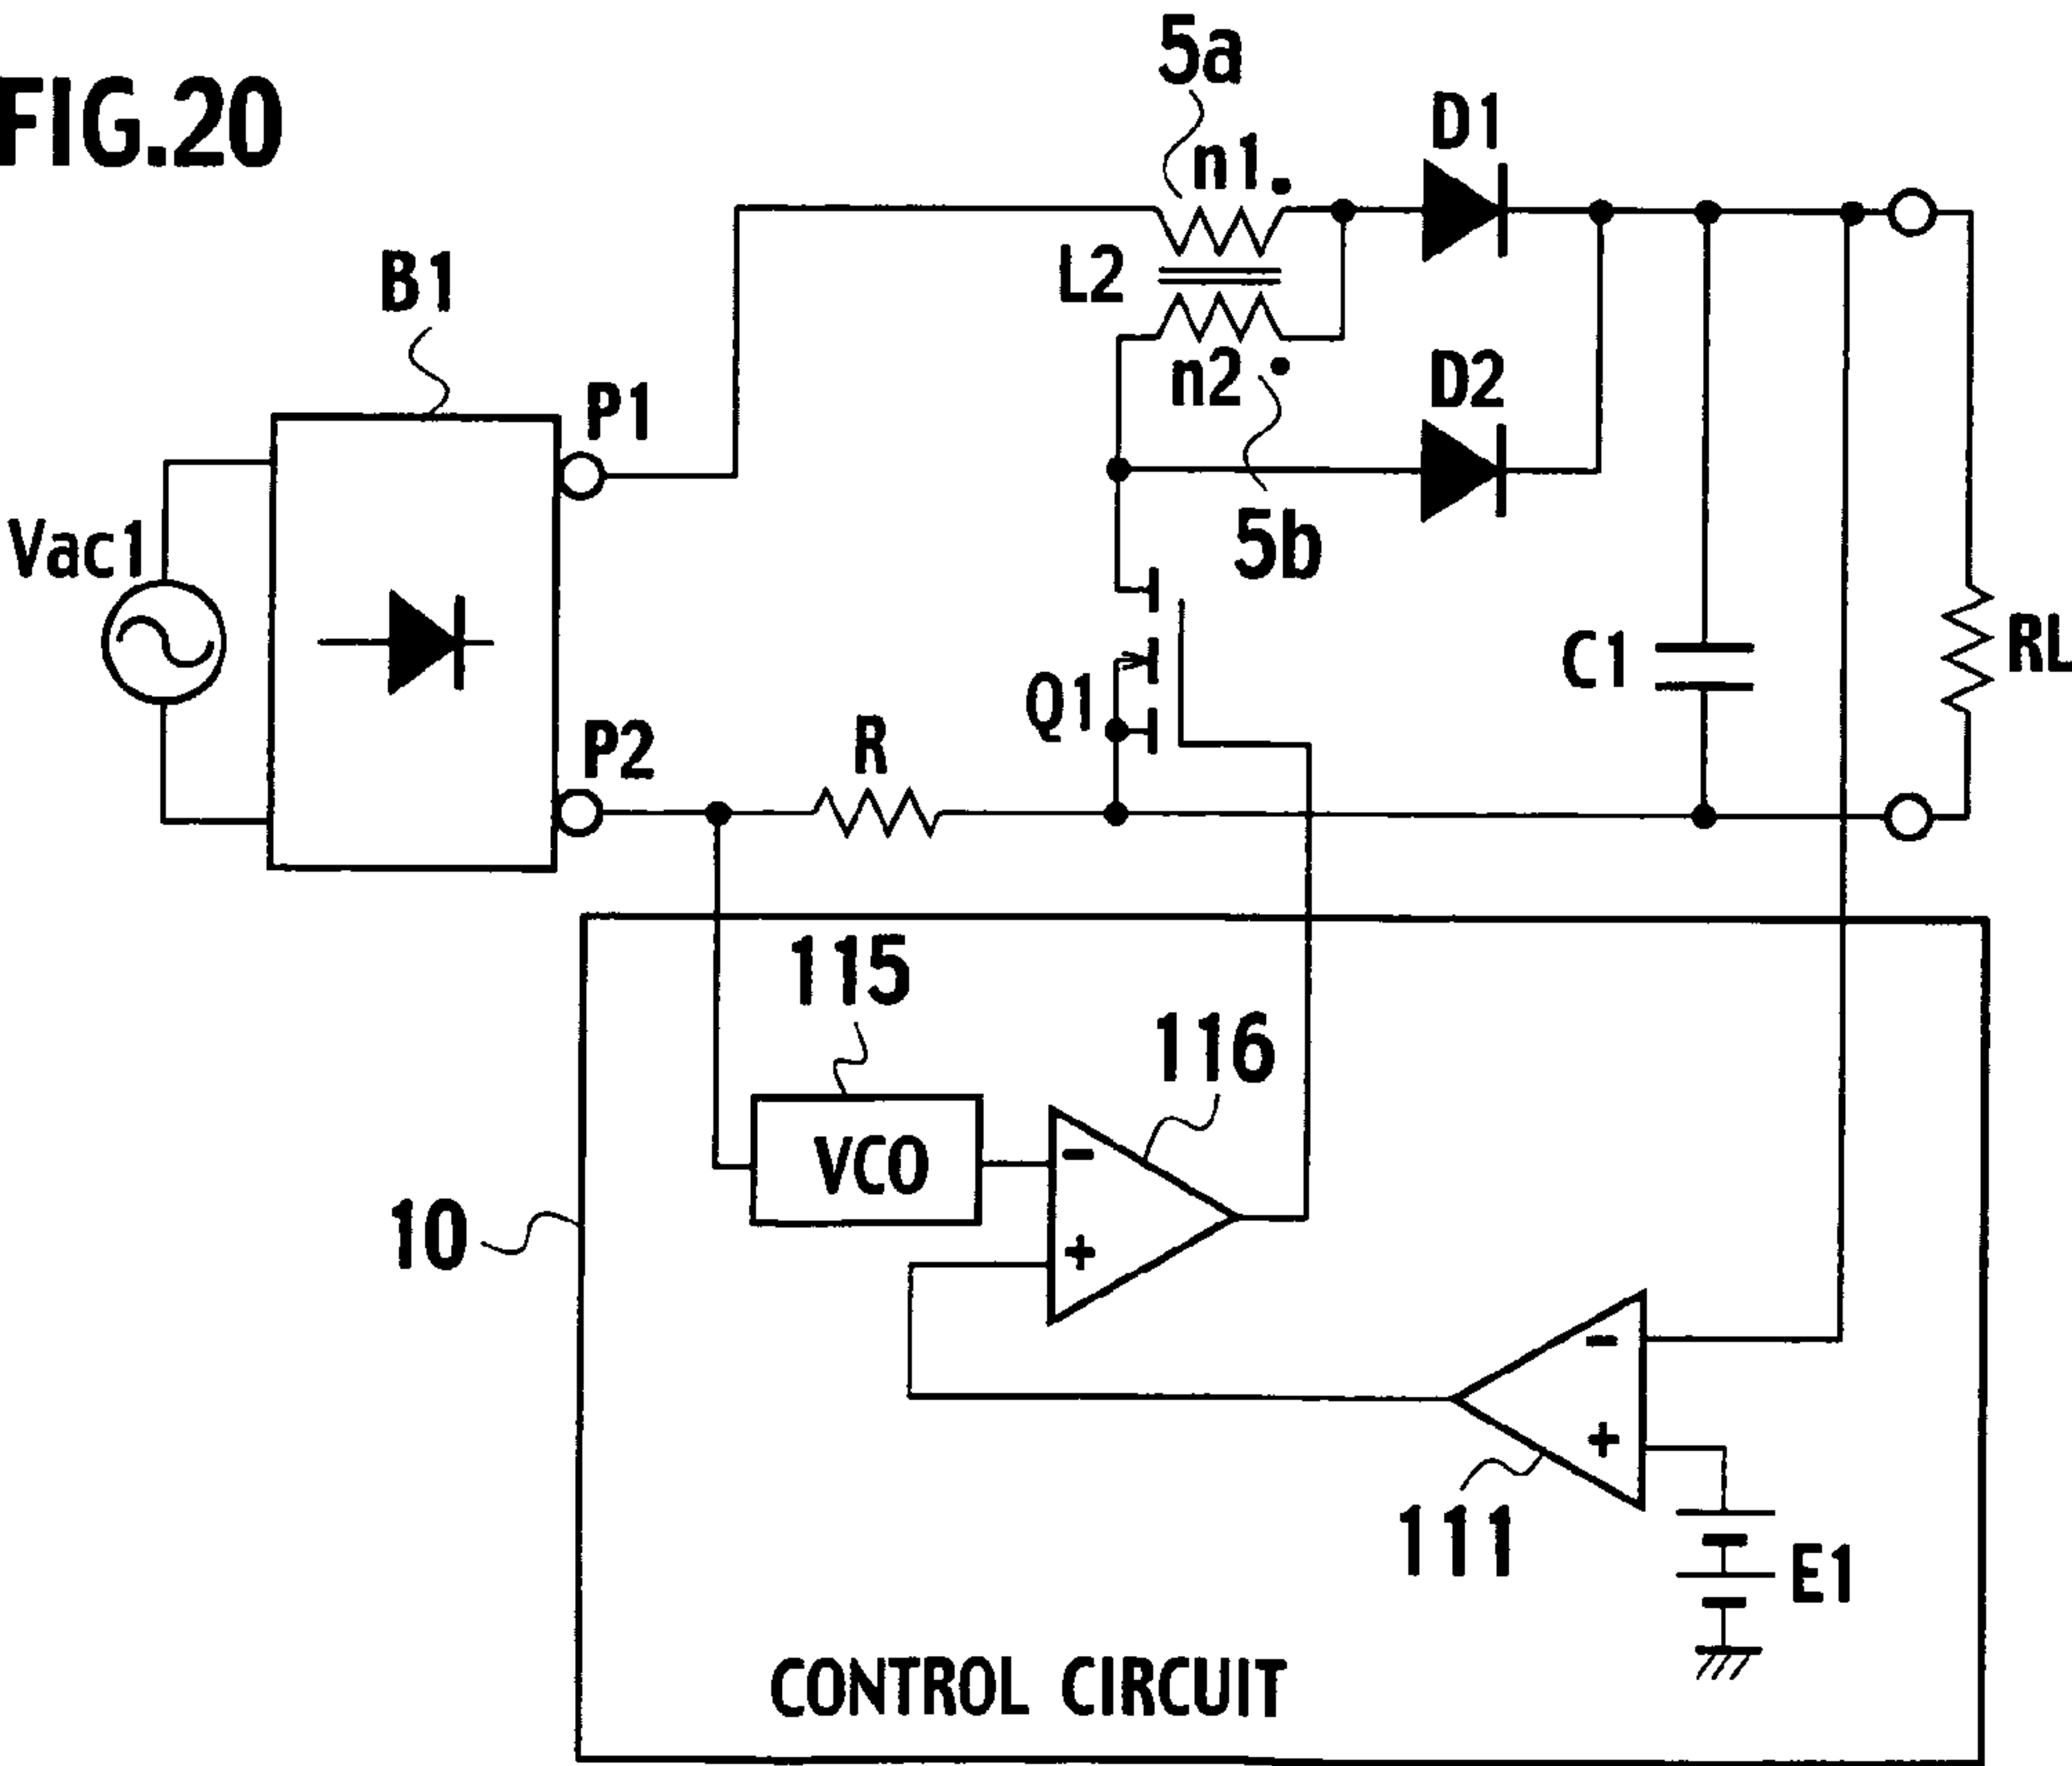 FIG.20
5a
n1
D1
L2
B1
n2
D2
P1
5b
Vac1
Q1
C1
RL
P2
R
115
116
VCO
-
+
10
-
+
111
E1
CONTROL CIRCUIT